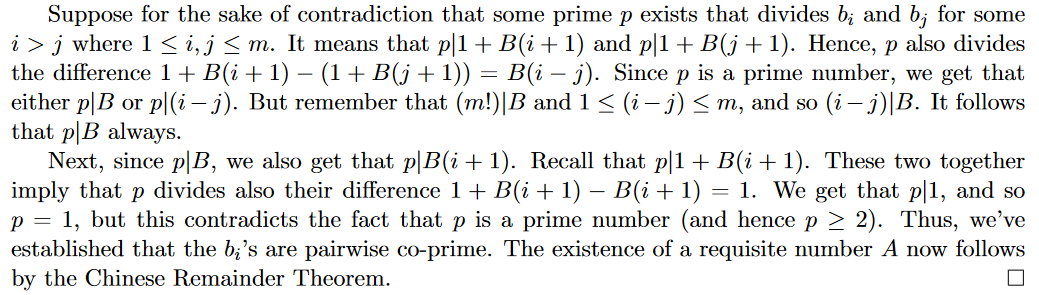 Suppose for the sake of contradiction that some prime p exists that divides b_i and b_j for some
i > j where 1 ≤ i, j ≤ m. It means that p|1 + B(i + 1) and p|1 + B(j + 1). Hence, p also divides
the difference 1 + B(i + 1) − (1 + B(j + 1)) = B(i − j). Since p is a prime number, we get that
either p|B or p|(i − j). But remember that (m!)|B and 1 ≤ (i − j) ≤ m, and so (i − j)|B. It follows
that p|B always.
Next, since p|B, we also get that p|B(i + 1). Recall that p|1 + B(i + 1). These two together
imply that p divides also their difference 1 + B(i + 1) − B(i + 1) = 1. We get that p|1, and so
p = 1, but this contradicts the fact that p is a prime number (and hence p ≥ 2). Thus, we've
established that the b_i's are pairwise co-prime. The existence of a requisite number A now follows
by the Chinese Remainder Theorem. □